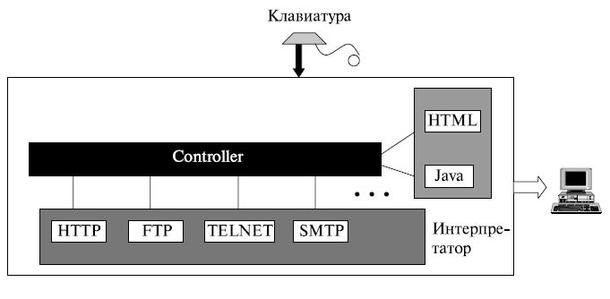 Клавиатура
HTML
Controller
Java
HTTP
FTP
TELNET
SMTP
Интерпре-
татор